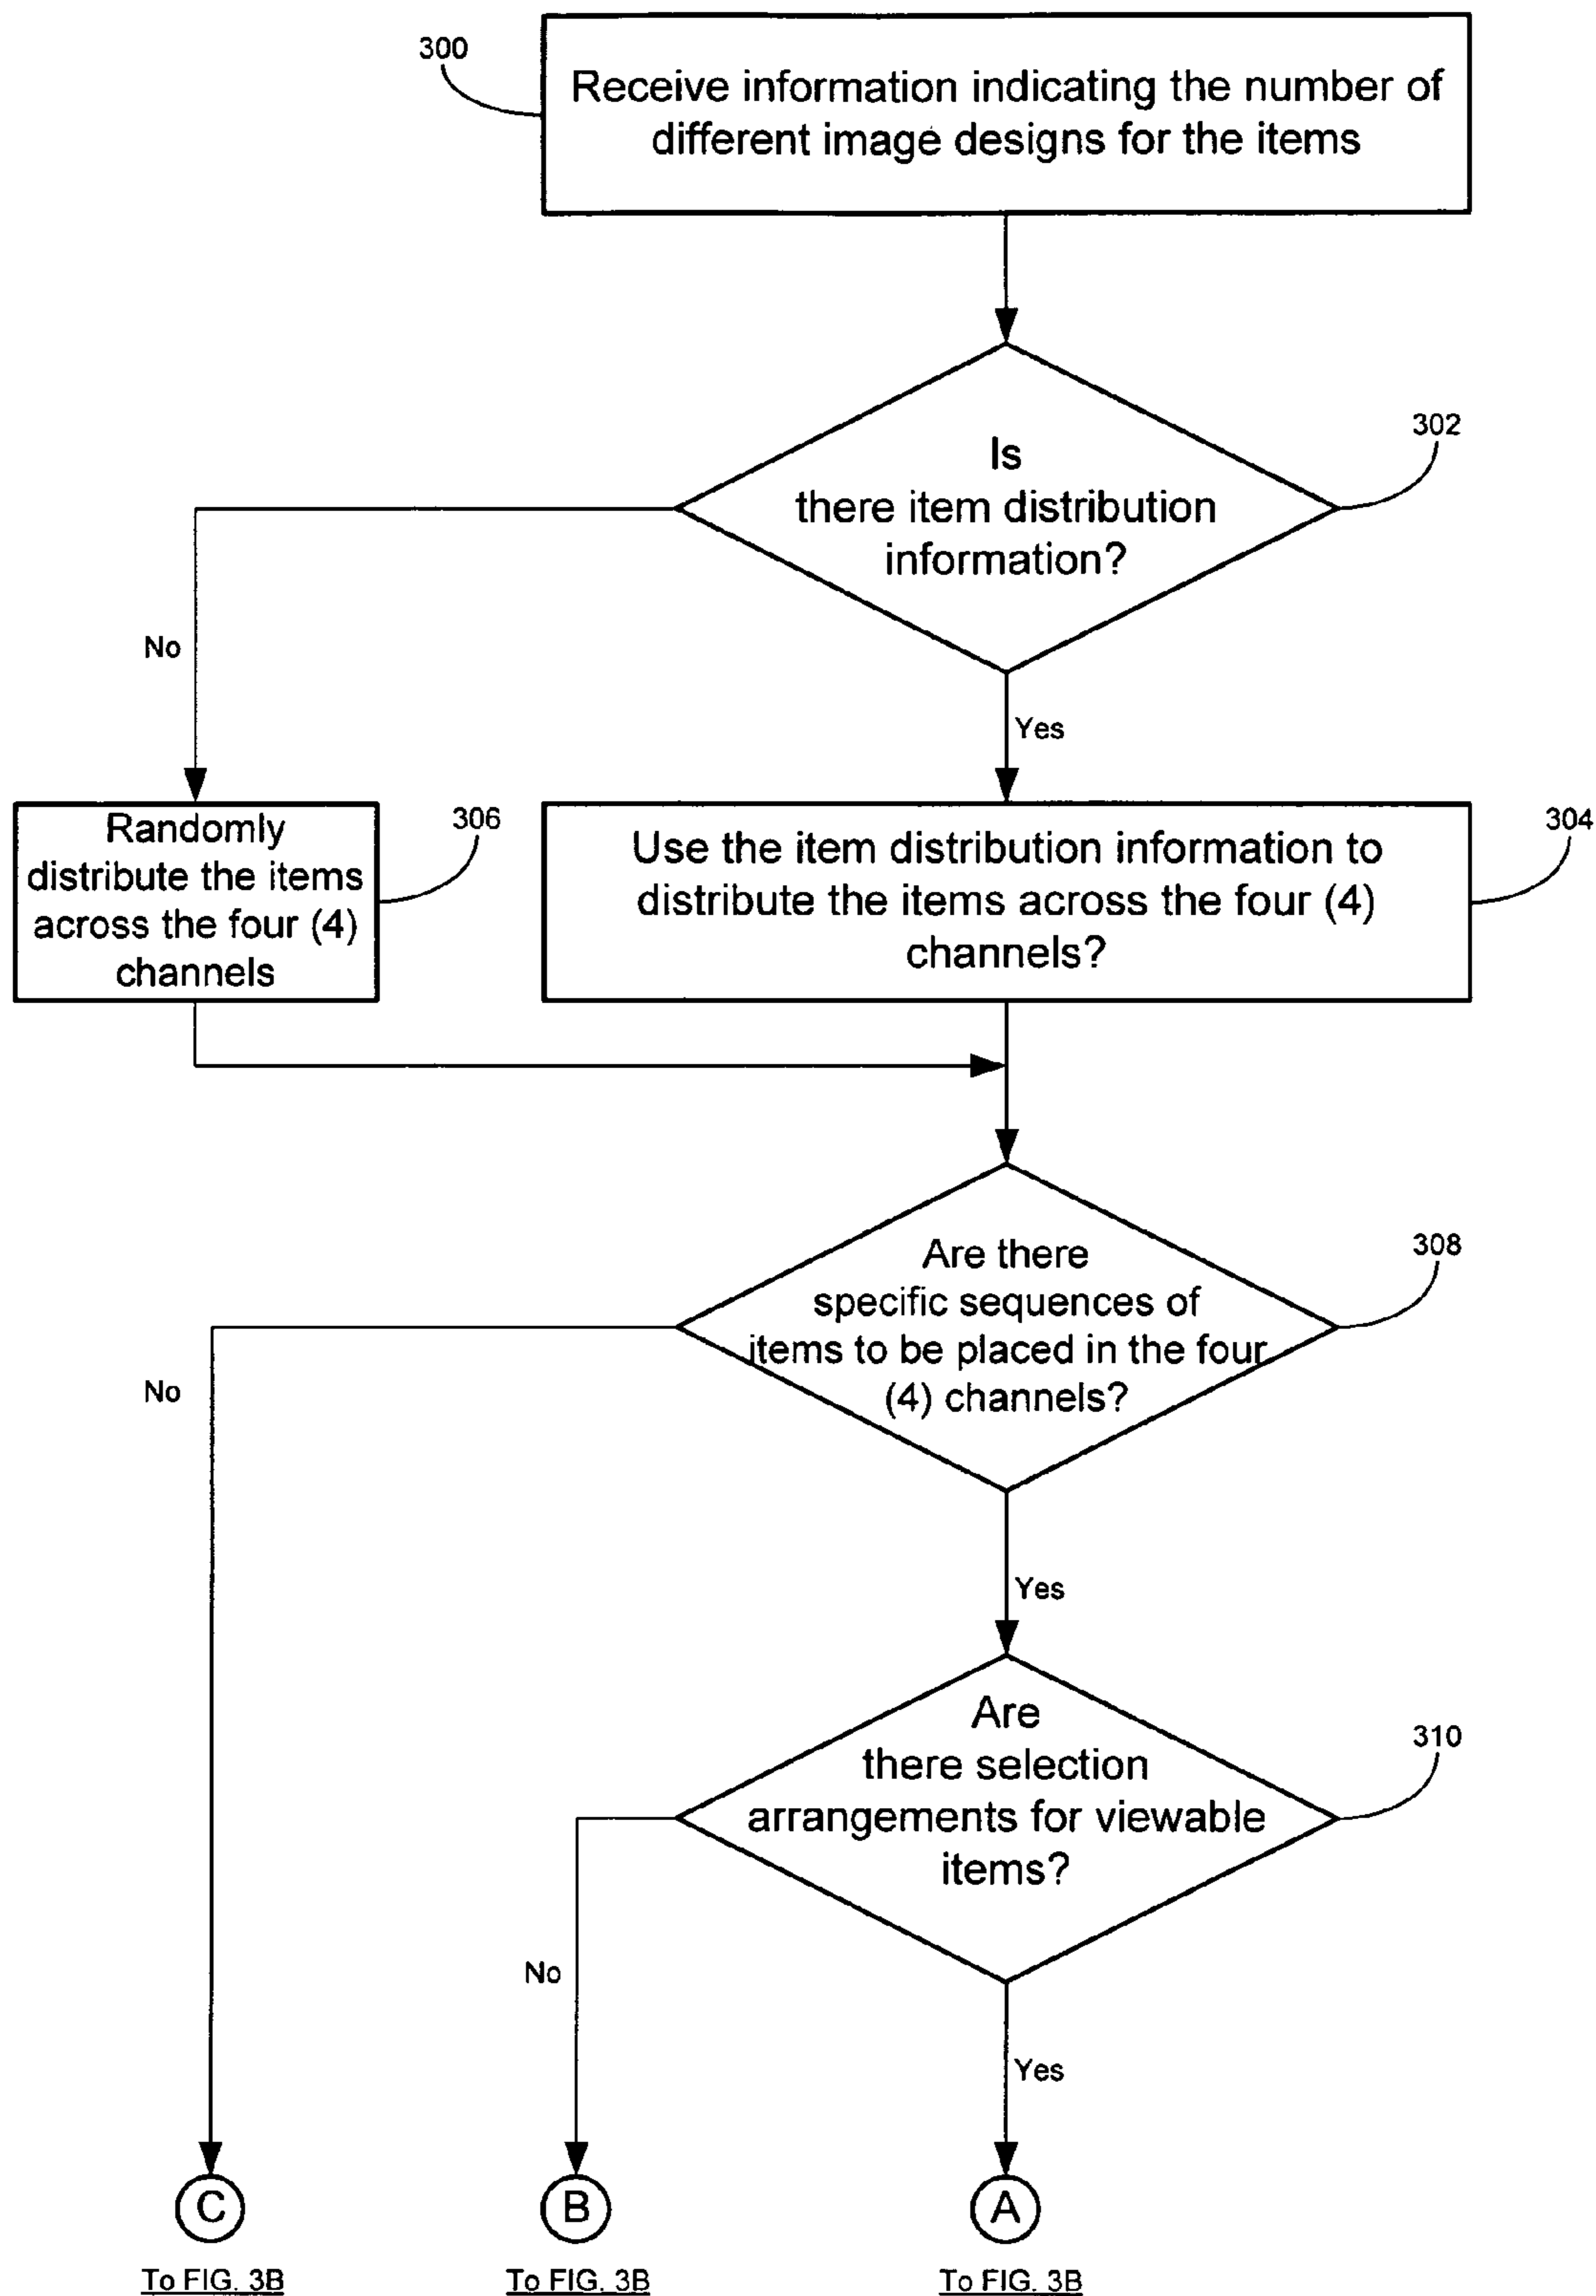 300
Receive information indicating the number of
different image designs for the items
302
Is
there item distribution
information?
No
Yes
306
Randomly
distribute the items
across the four (4)
channels
304
Use the item distribution information to
distribute the items across the four (4)
channels?
308
Are there
specific sequences of
items to be placed in the four
(4) channels?
No
Yes
310
Are
there selection
arrangements for viewable
items?
No
Yes
C
B
A
To FIG. 3B
To FIG. 3B
To FIG. 3B